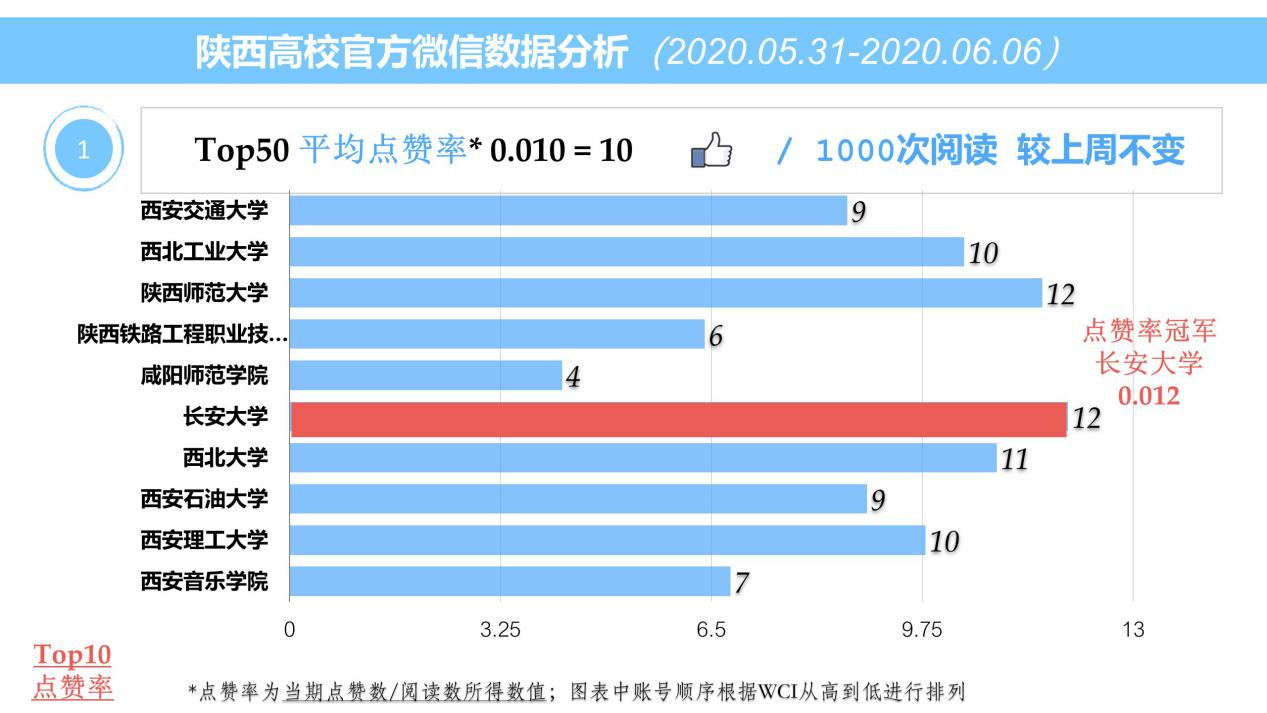 陕西高校官方微信数据分析（2020.05.31-2020.06.06）
1
Top50 平均点赞率* 0.010 = 10 / 1000次阅读 较上周不变
西安交通大学 9
西北工业大学 10
陕西师范大学 12
陕西铁路工程职业技... 6
咸阳师范学院 4
长安大学 12
西北大学 11
西安石油大学 9
西安理工大学 10
西安音乐学院 7
点赞率冠军
长安大学
0.012
0 3.25 6.5 9.75 13
Top10
点赞率
*点赞率为当期点赞数/阅读数所得数值；图表中账号顺序根据WCI从高到低进行排列